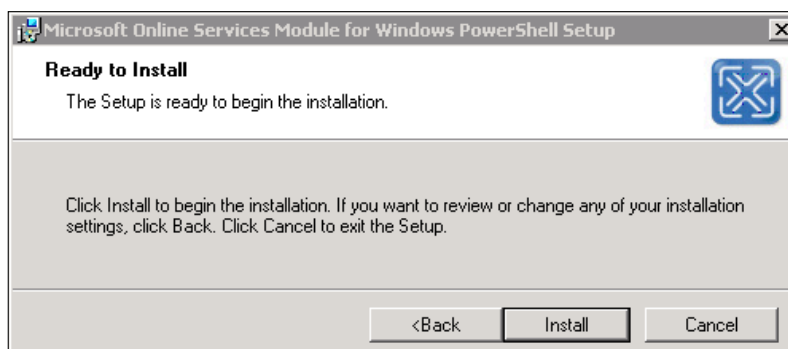 Microsoft Online Services Module for Windows PowerShell Setup
Ready to Install
The Setup is ready to begin the installation.
Click Install to begin the installation. If you want to review or change any of your installation
settings, click Back. Click Cancel to exit the Setup.
<Back Install Cancel